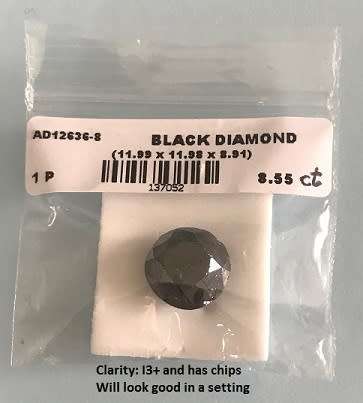 AD12636-8 BLACK DIAMOND
(11.99 x 11.98 x 8.91)
1 P 8.55 ct
137052
Clarity: I3+ and has chips
Will look good in a setting